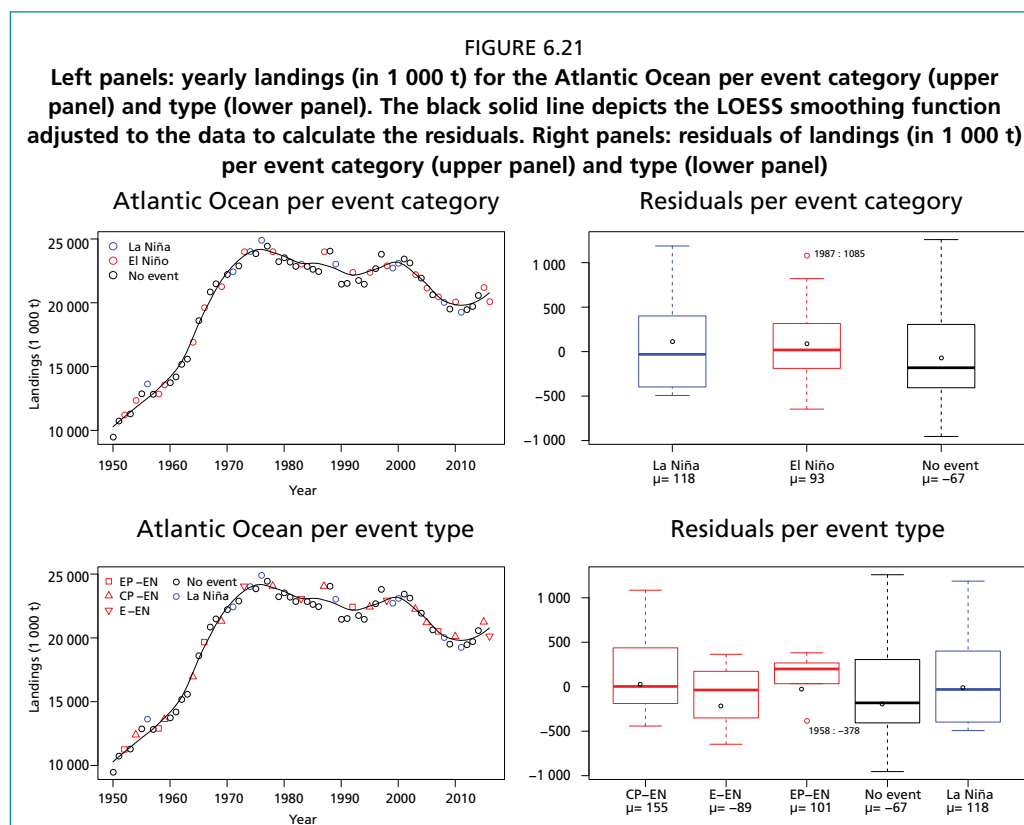 FIGURE 6.21
Left panels: yearly landings (in 1 000 t) for the Atlantic Ocean per event category (upper
panel) and type (lower panel). The black solid line depicts the LOESS smoothing function
adjusted to the data to calculate the residuals. Right panels: residuals of landings (in 1 000 t)
per event category (upper panel) and type (lower panel)
Atlantic Ocean per event category
Landings (1 000 t)
25 000
20 000
15 000
10 000
La Niña
El Niño
No event
1950 1960 1970 1980 1990 2000 2010
Year
Residuals per event category
1 000
500
0
−500
−1 000
1987 : 1085
La Niña El Niño No event
μ= 118 μ= 93 μ= −67
Atlantic Ocean per event type
Landings (1 000 t)
25 000
20 000
15 000
10 000
EP −EN No event
CP −EN La Niña
E −EN
1950 1960 1970 1980 1990 2000 2010
Year
Residuals per event type
1 000
500
0
−500
−1 000
1958 : −378
CP−EN E−EN EP−EN No event La Niña
μ= 155 μ= −89 μ= 101 μ= −67 μ= 118